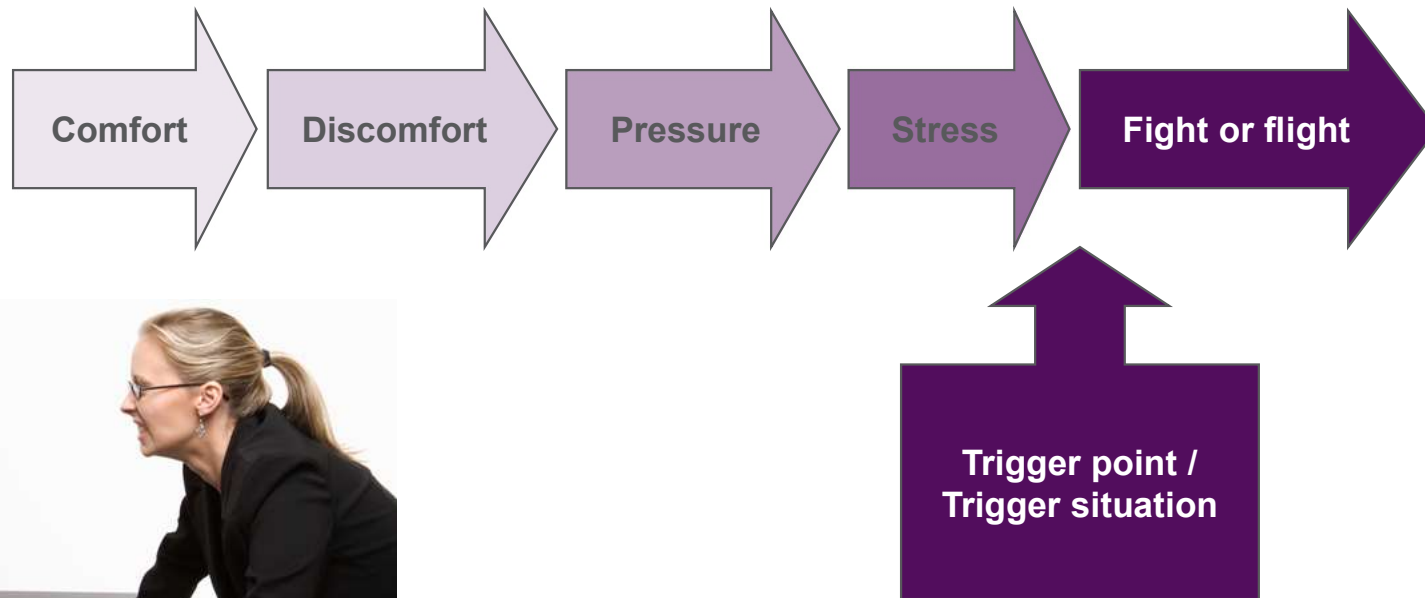 Comfort
Discomfort
Pressure
Stress
Fight or flight
Trigger point /
Trigger situation